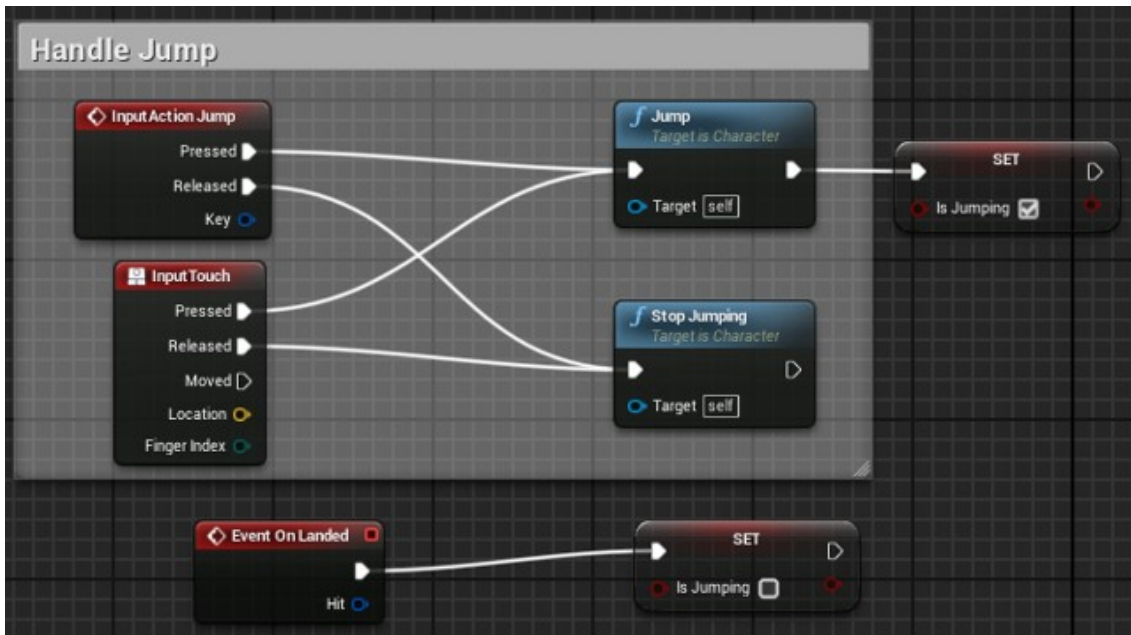 Handle Jump
InputAction Jump
Pressed
Released
Key
Jump
Target is Character
Target self
SET
Is Jumping
InputTouch
Pressed
Released
Moved
Location
Finger Index
Stop Jumping
Target is Character
Target self
Event On Landed
Hit
SET
Is Jumping